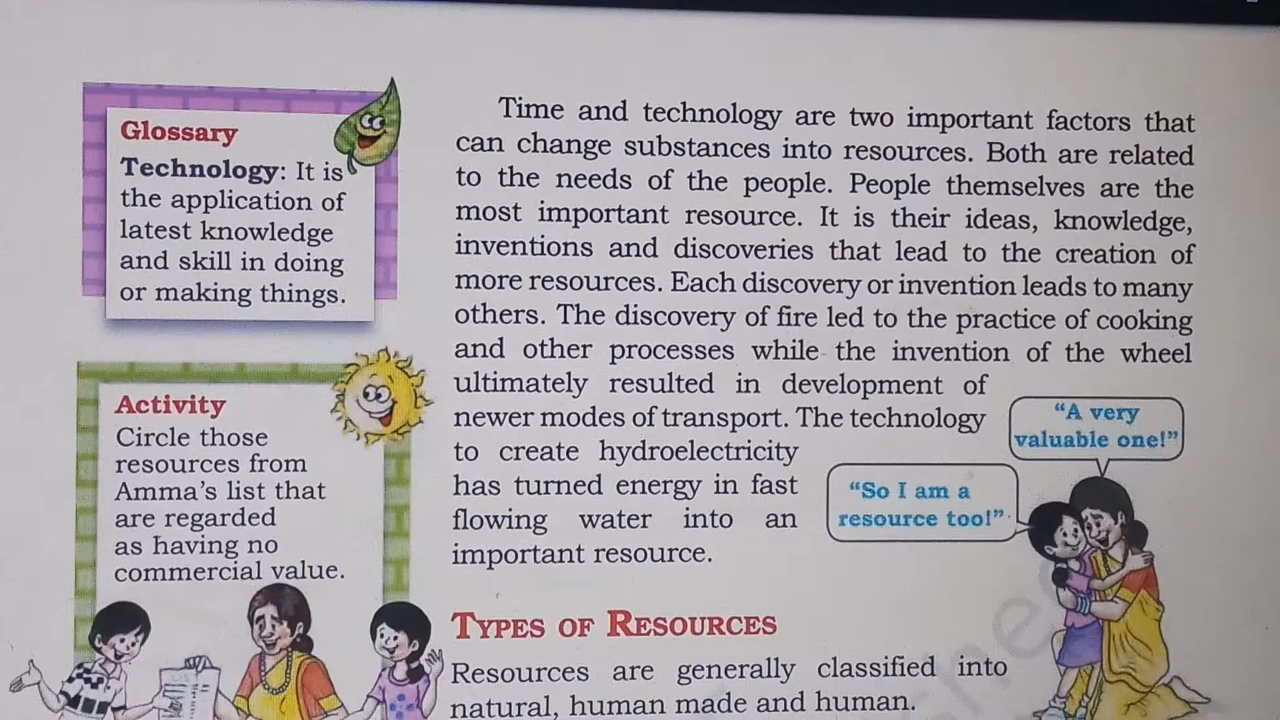 Glossary
Technology: It is
the application of
latest knowledge
and skill in doing
or making things.
Activity
Circle those
resources from
Amma's list that
are regarded
as having no
commercial value.
Time and technology are two important factors that
can change substances into resources. Both are related
to the needs of the people. People themselves are the
most important resource. It is their ideas, knowledge,
inventions and discoveries that lead to the creation of
more resources. Each discovery or invention leads to many
others. The discovery of fire led to the practice of cooking
and other processes while the invention of the wheel
ultimately resulted in development of
newer modes of transport. The technology
to create hydroelectricity
has turned energy in fast
flowing water into an
important resource.
"A very
valuable one!"
"So I am a
resource too!"
TYPES OF RESOURCES
Resources are generally classified into
natural, human made and human.